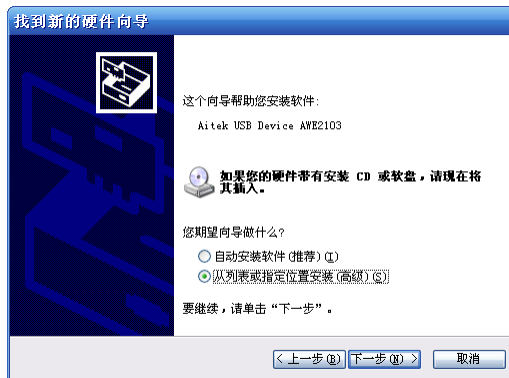 找到新的硬件向导
这个向导帮助您安装软件:
Aitek USB Device AWE2103
如果您的硬件带有安装 CD 或软盘，请现在将
其插入。
您期望向导做什么?
自动安装软件(推荐)(I)
从列表或指定位置安装(高级)(S)
要继续，请单击“下一步”。
< 上一步(B) 下一步(N) > 取消